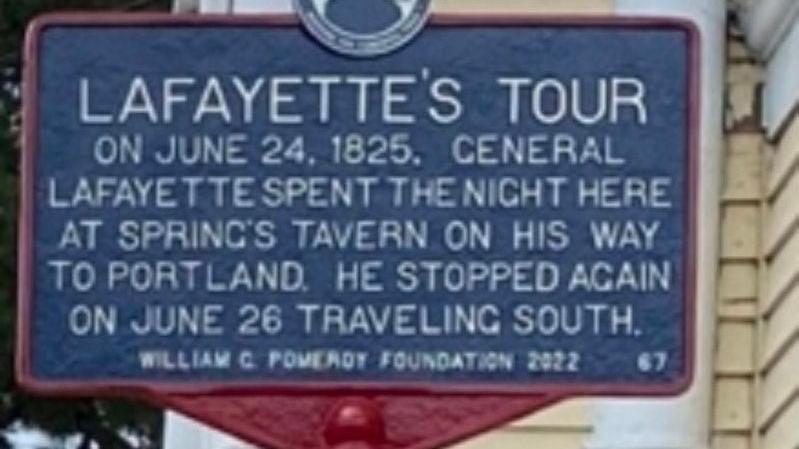 LAFAYETTE'S TOUR
ON JUNE 24, 1825, GENERAL
LAFAYETTE SPENT THE NIGHT HERE
AT SPRING'S TAVERN ON HIS WAY
TO PORTLAND. HE STOPPED AGAIN
ON JUNE 26 TRAVELING SOUTH.
WILLIAM G. POMEROY FOUNDATION 2022 67